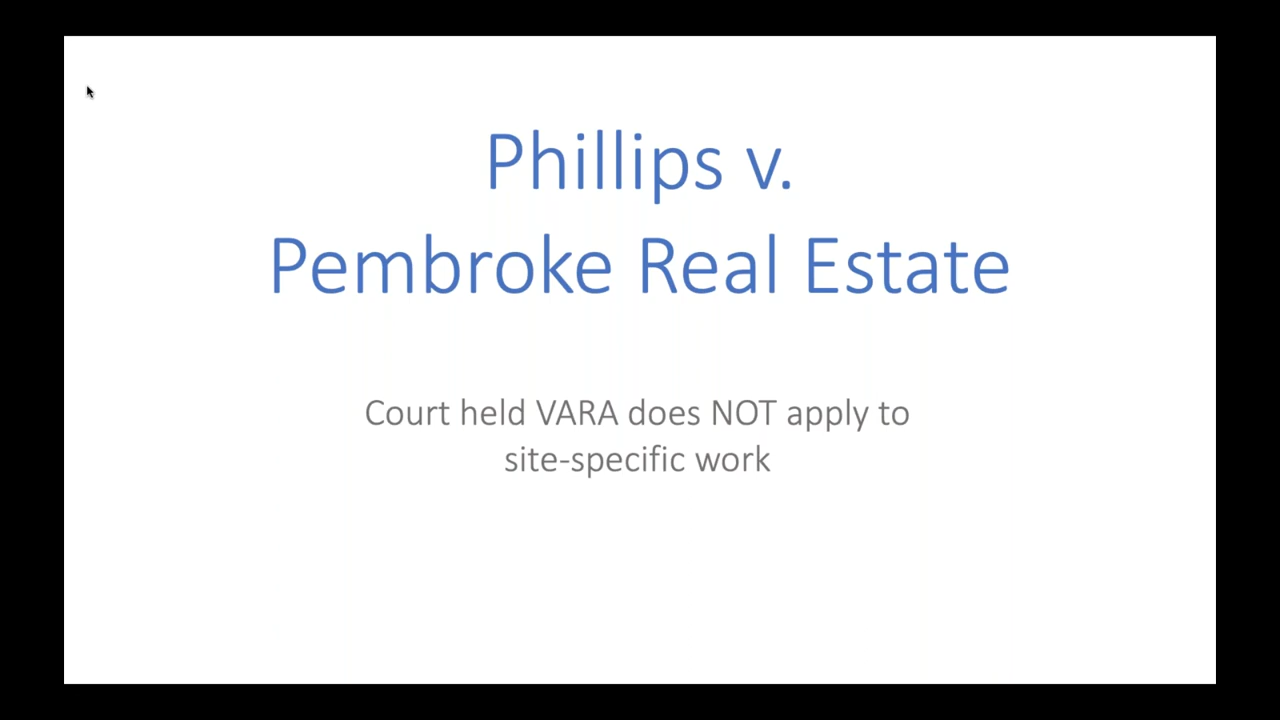 Phillips v.
Pembroke Real Estate
Court held VARA does NOT apply to
site-specific work